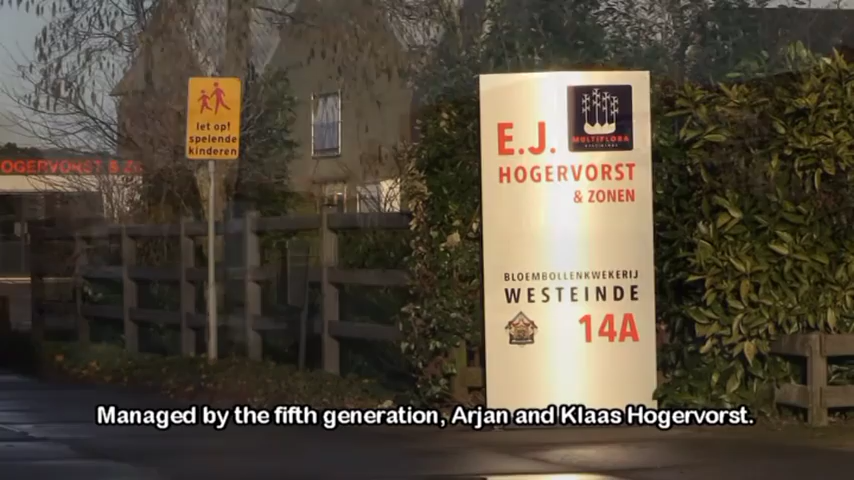 let op!
spelende
kinderen
OGERVORST & ZO
E.J.
MULTIFLORA
HOGERVORST
& ZONEN
BLOEMBOLLENKWEKERIJ
WESTEINDE
14A
Managed by the fifth generation, Arjan and Klaas Hogervorst.